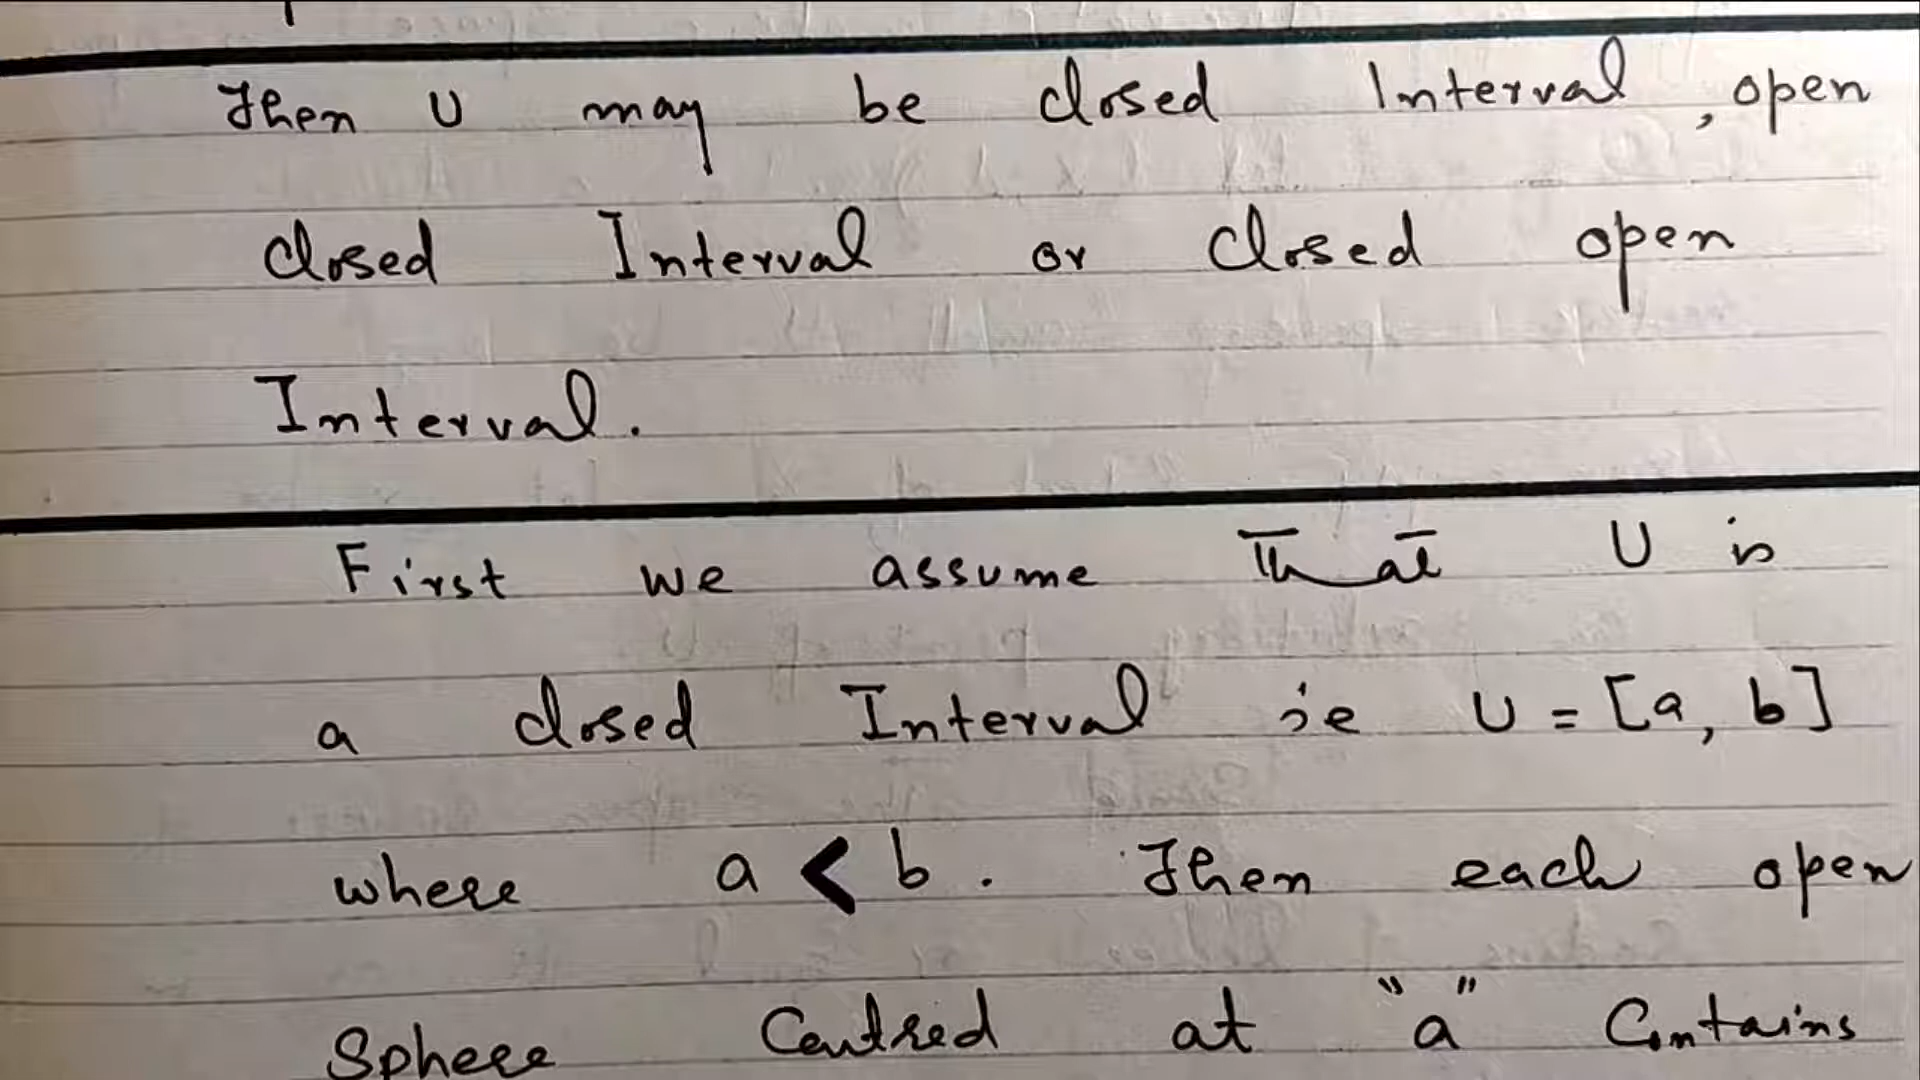 Then U may be closed Interval, open
closed Interval or closed open
Interval.
First we assume That U is
a closed Interval ie U = [a, b]
where a < b. Then each open
Sphere Centred at "a" Contains